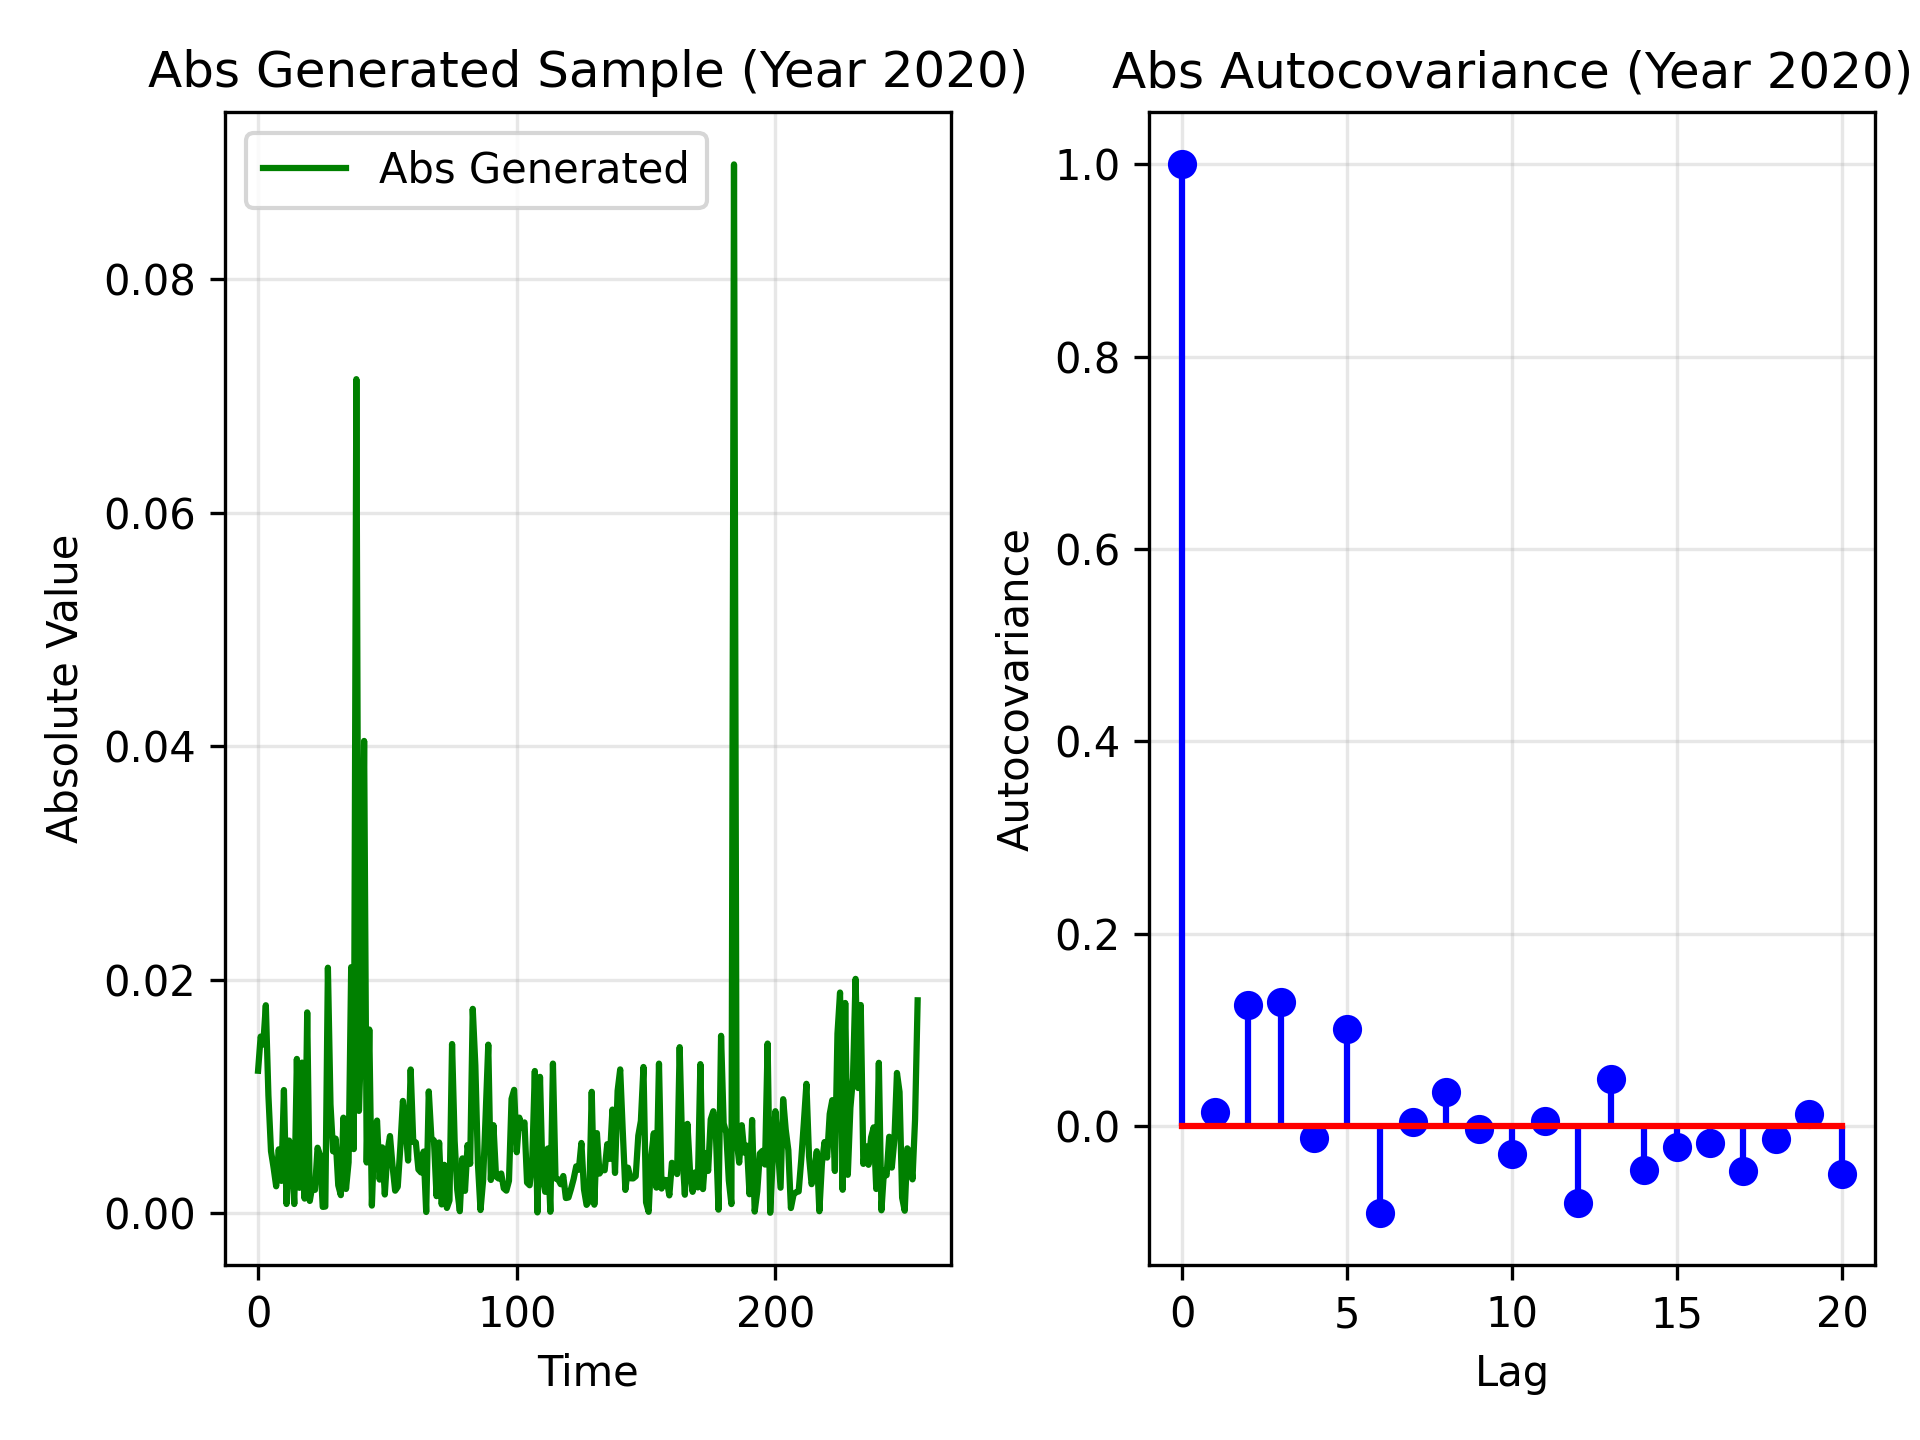 Abs Generated Sample (Year 2020)
Abs Generated
0.08
0.06
0.04
0.02
0.00
Absolute Value
0
100
200
Time
Abs Autocovariance (Year 2020)
1.0
0.8
0.6
0.4
0.2
0.0
Autocovariance
0
5
10
15
20
Lag